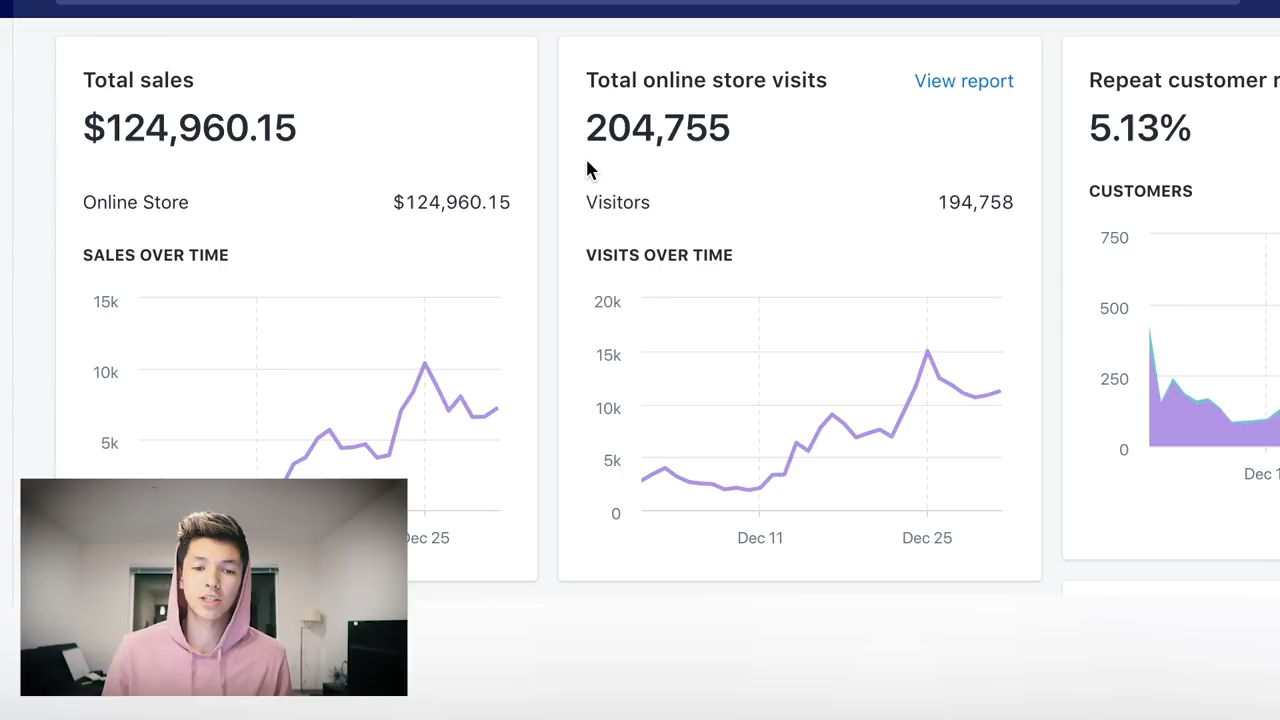 Total sales
$124,960.15
Online Store $124,960.15
SALES OVER TIME
15k
10k
5k
Dec 25
Total online store visits View report
204,755
Visitors 194,758
VISITS OVER TIME
20k
15k
10k
5k
0
Dec 11 Dec 25
Repeat customer
5.13%
CUSTOMERS
750
500
250
0
Dec 1